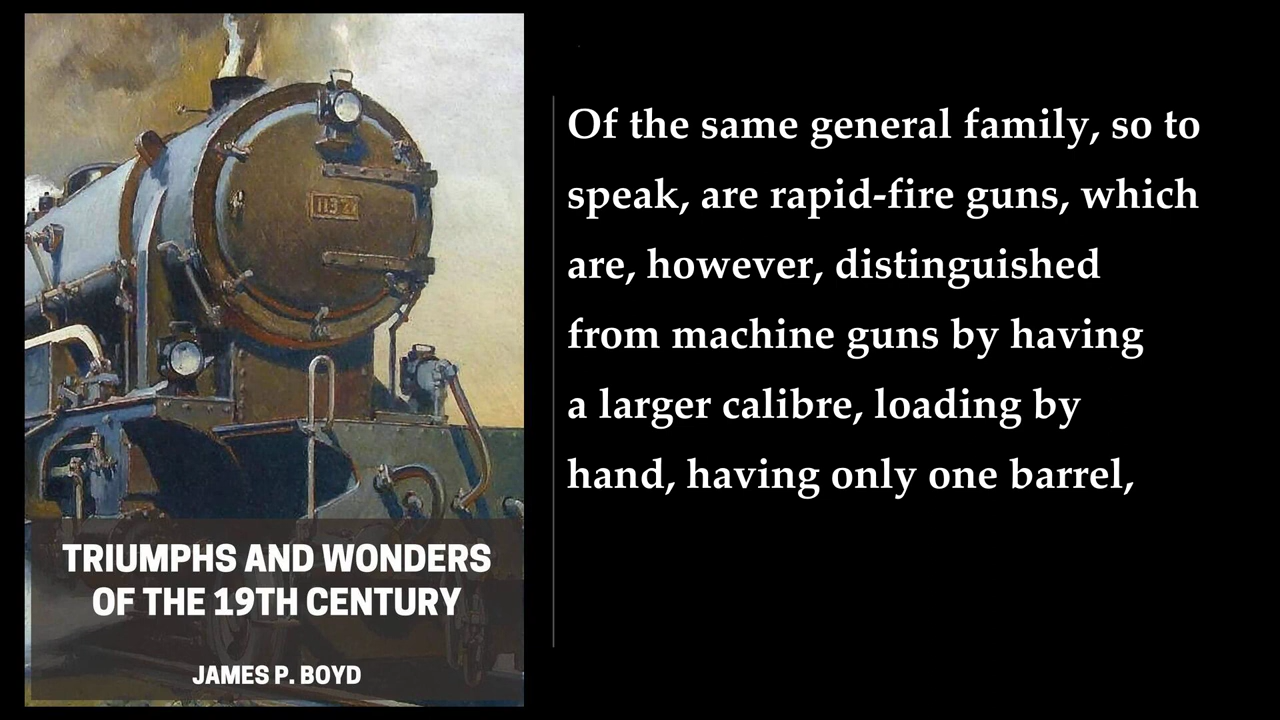 Of the same general family, so to
speak, are rapid-fire guns, which
are, however, distinguished
from machine guns by having
a larger calibre, loading by
hand, having only one barrel,
TRIUMPHS AND WONDERS
OF THE 19TH CENTURY
JAMES P. BOYD